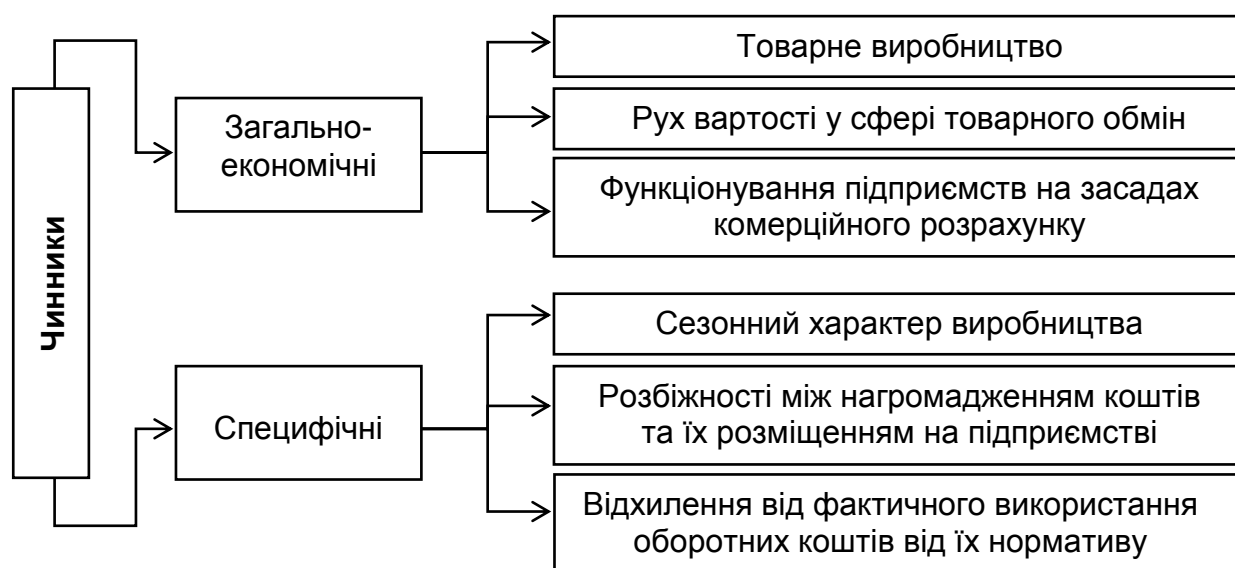 Чинники
Загально-
економічні
Товарне виробництво
Рух вартості у сфері товарного обмін
Функціонування підприємств на засадах
комерційного розрахунку
Специфічні
Сезонний характер виробництва
Розбіжності між нагромадженням коштів
та їх розміщенням на підприємстві
Відхилення від фактичного використання
оборотних коштів від їх нормативу